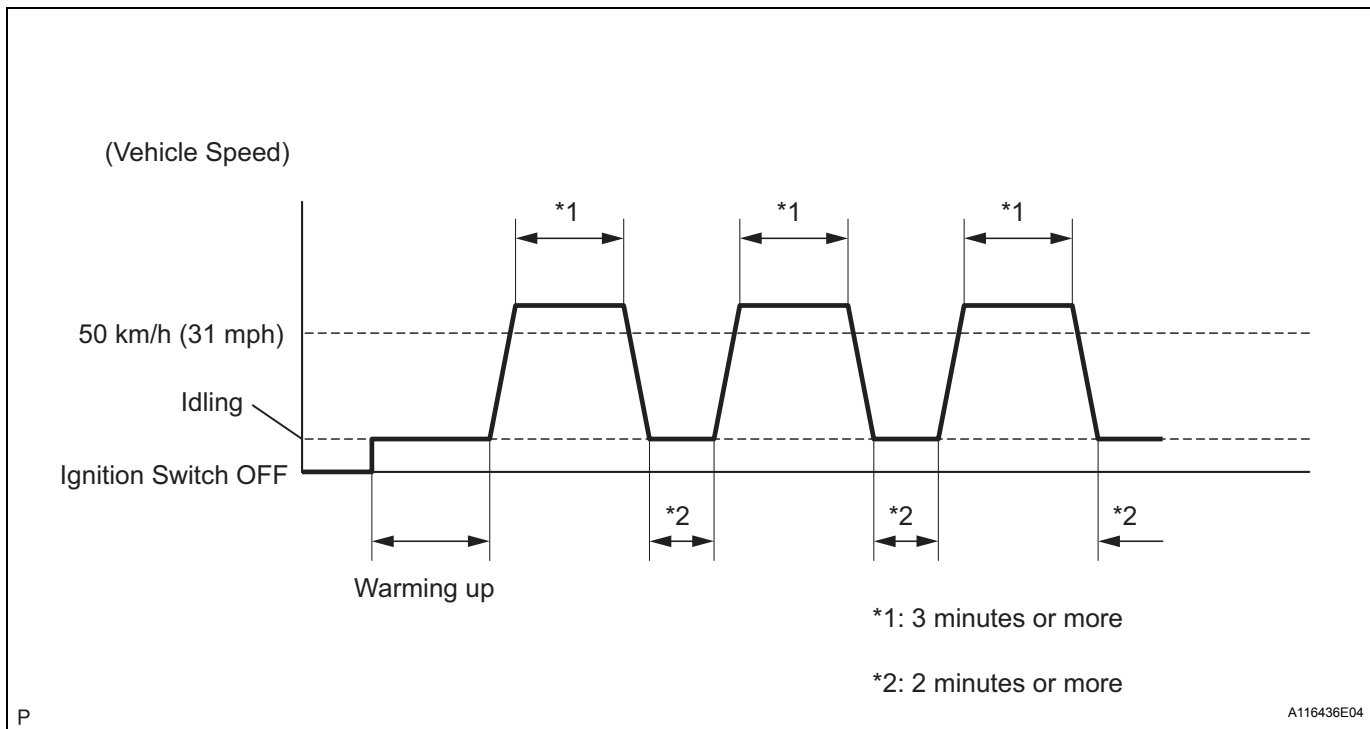 (Vehicle Speed)
*1
*1
*1
50 km/h (31 mph)
Idling
Ignition Switch OFF
*2
*2
*2
Warming up
*1: 3 minutes or more
*2: 2 minutes or more
P
A116436E04